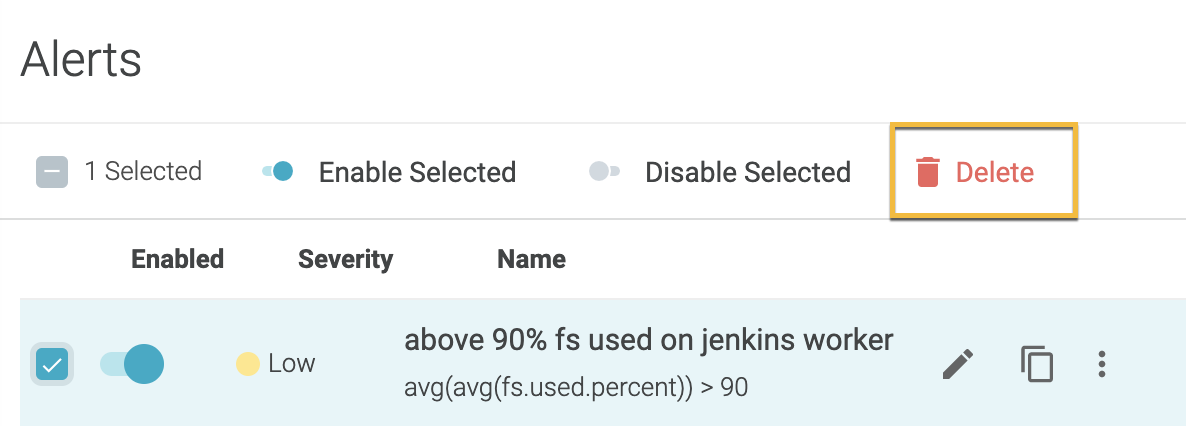 Alerts
1 Selected Enable Selected Disable Selected Delete
Enabled Severity Name
above 90% fs used on jenkins worker
Low
avg(avg(fs.used.percent)) > 90